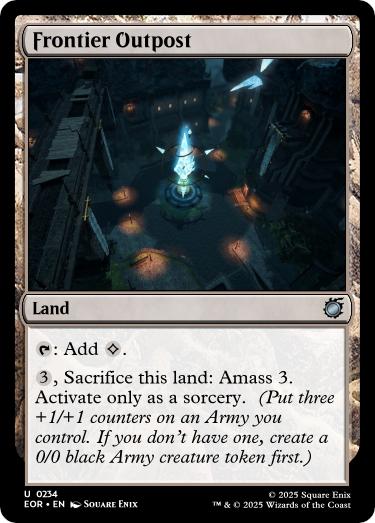 Frontier Outpost
Land
: Add .
3, Sacrifice this land: Amass 3.
Activate only as a sorcery. (Put three
+1/+1 counters on an Army you
control. If you don't have one, create a
0/0 black Army creature token first.)
U 0234
EOR • EN SQUARE ENIX
© 2025 Square Enix
™ & © 2025 Wizards of the Coast